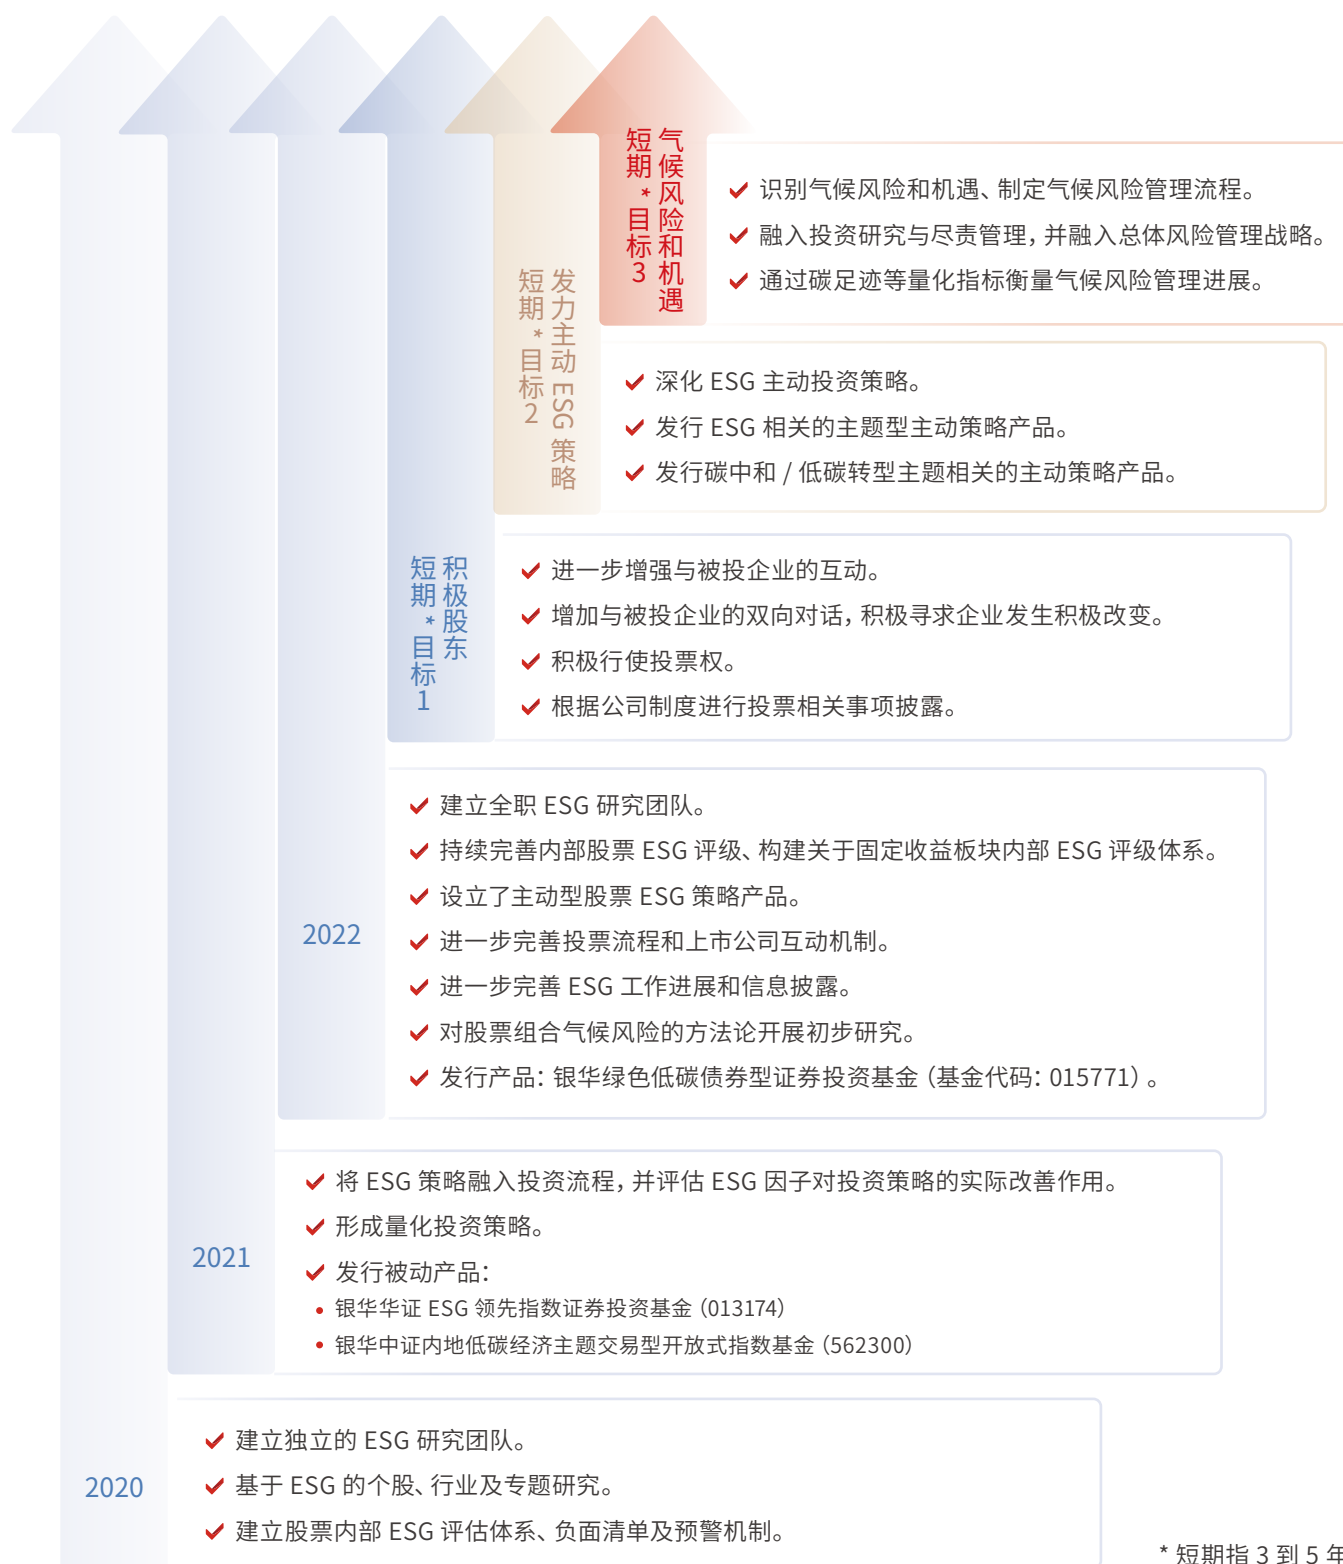 短期*目标3
气候风险和机遇
识别气候风险和机遇、制定气候风险管理流程。
融入投资研究与尽责管理，并融入总体风险管理战略。
通过碳足迹等量化指标衡量气候风险管理进展。
短期*目标2
发力主动 ESG 策略
深化 ESG 主动投资策略。
发行 ESG 相关的主题型主动策略产品。
发行碳中和 / 低碳转型主题相关的主动策略产品。
短期*目标1
积极股东
进一步增强与被投企业的互动。
增加与被投企业的双向对话，积极寻求企业发生积极改变。
积极行使投票权。
根据公司制度进行投票相关事项披露。
2022
建立全职 ESG 研究团队。
持续完善内部股票 ESG 评级、构建关于固定收益板块内部 ESG 评级体系。
设立了主动型股票 ESG 策略产品。
进一步完善投票流程和上市公司互动机制。
进一步完善 ESG 工作进展和信息披露。
对股票组合气候风险的方法论开展初步研究。
发行产品：银华绿色低碳债券型证券投资基金（基金代码：015771）。
2021
将 ESG 策略融入投资流程，并评估 ESG 因子对投资策略的实际改善作用。
形成量化投资策略。
发行被动产品：
• 银华华证 ESG 领先指数证券投资基金（013174）
• 银华中证内地低碳经济主题交易型开放式指数基金（562300）
2020
建立独立的 ESG 研究团队。
基于 ESG 的个股、行业及专题研究。
建立股票内部 ESG 评估体系、负面清单及预警机制。
* 短期指 3 到 5 年